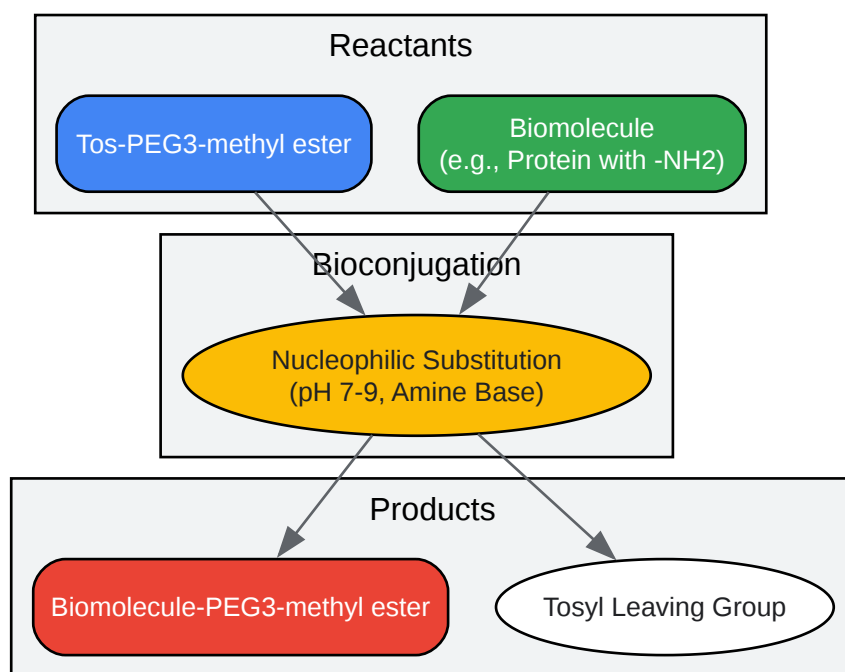 Reactants
Tos-PEG3-methyl ester
Biomolecule
(e.g., Protein with -NH2)
Bioconjugation
Nucleophilic Substitution
(pH 7-9, Amine Base)
Products
Biomolecule-PEG3-methyl ester
Tosyl Leaving Group